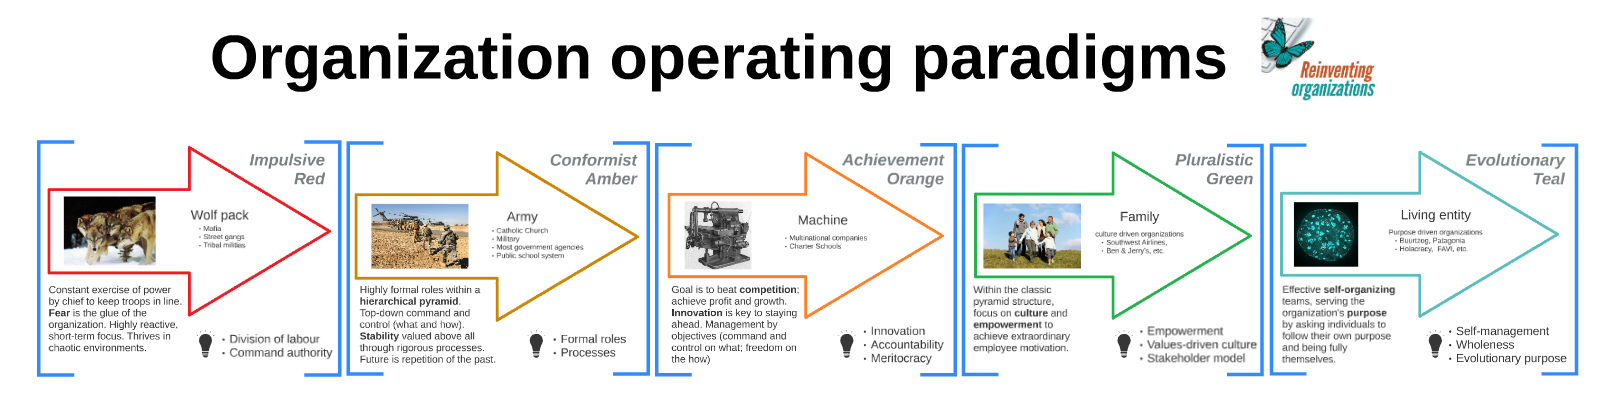 Organization operating paradigms
Reinventing
organizations
Impulsive
Red
Wolf pack
• Mafia
• Street gangs
• Tribal militias
Constant exercise of power
by chief to keep troops in line.
Fear is the glue of the
organization. Highly reactive,
short-term focus. Thrives in
chaotic environments.
• Division of labour
• Command authority
Conformist
Amber
Army
• Catholic Church
• Military
• Most government agencies
• Public school system
Highly formal roles within a
hierarchical pyramid.
Top-down command and
control (what and how).
Stability valued above all
through rigorous processes.
Future is repetition of the past.
• Formal roles
• Processes
Achievement
Orange
Machine
• Multinational companies
• Charter Schools
Goal is to beat competition;
achieve profit and growth.
Innovation is key to staying
ahead. Management by
objectives (command and
control on what; freedom on
the how)
• Innovation
• Accountability
• Meritocracy
Pluralistic
Green
Family
culture driven organizations
• Southwest Airlines,
• Ben & Jerry's, etc.
Within the classic
pyramid structure,
focus on culture and
empowerment to
achieve extraordinary
employee motivation.
• Empowerment
• Values-driven culture
• Stakeholder model
Evolutionary
Teal
Living entity
Purpose driven organizations
• Buurtzog, Patagonia
• Holacracy, FAVI, etc.
Effective self-organizing
teams, serving the
organization's purpose
by asking individuals to
follow their own purpose
and being fully
themselves.
• Self-management
• Wholeness
• Evolutionary purpose